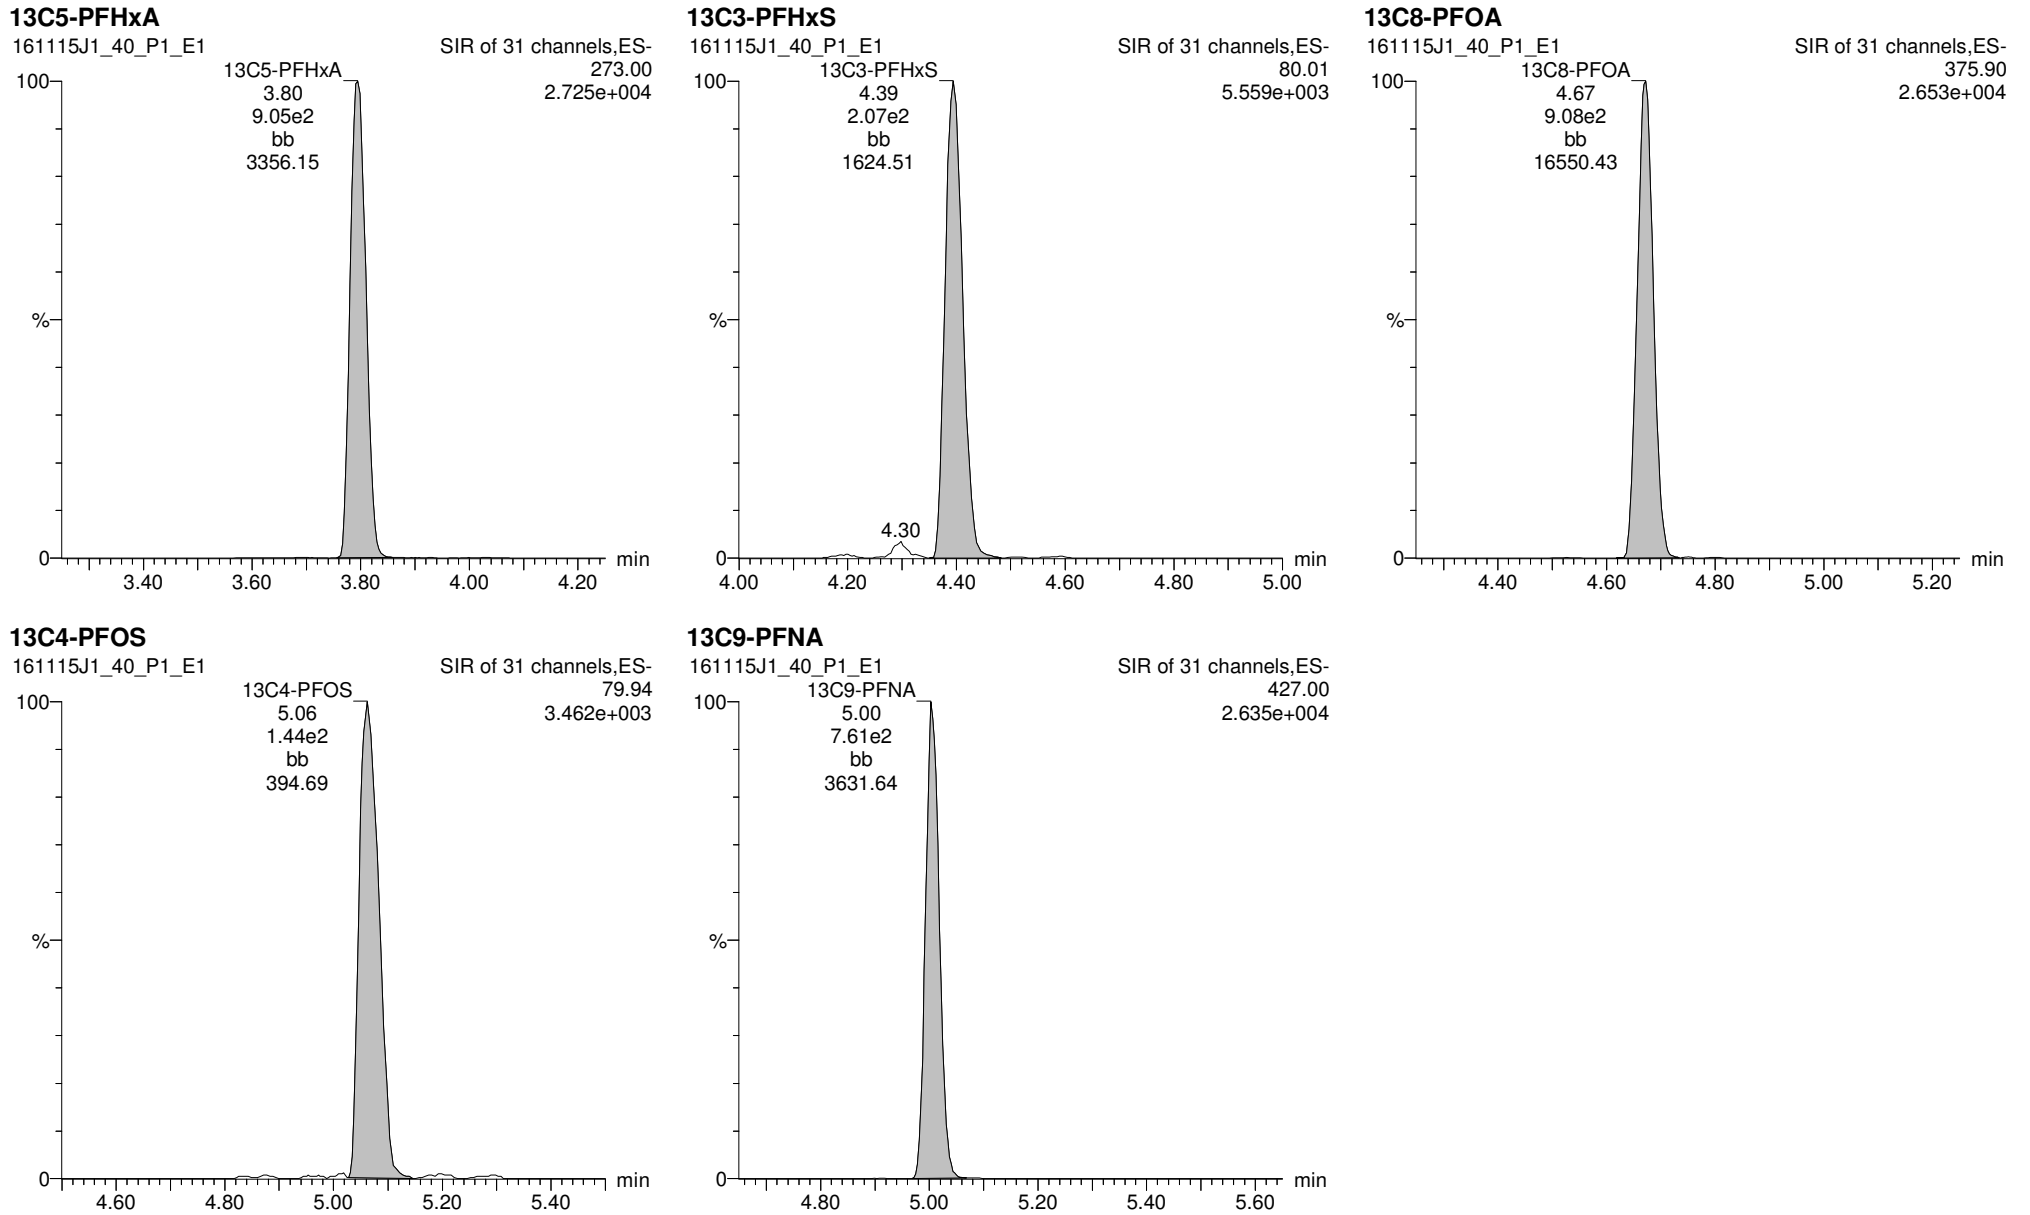 13C5-PFHxA
161115J1_40_P1_E1
SIR of 31 channels,ES-
273.00
2.725e+004
13C5-PFHxA
3.80
9.05e2
bb
3356.15
100
%
0
3.40 3.60 3.80 4.00 4.20
min
13C3-PFHxS
161115J1_40_P1_E1
SIR of 31 channels,ES-
80.01
5.559e+003
13C3-PFHxS
4.39
2.07e2
bb
1624.51
4.30
100
%
0
4.00 4.20 4.40 4.60 4.80 5.00
min
13C8-PFOA
161115J1_40_P1_E1
SIR of 31 channels,ES-
375.90
2.653e+004
13C8-PFOA
4.67
9.08e2
bb
16550.43
100
%
0
4.40 4.60 4.80 5.00 5.20
min
13C4-PFOS
161115J1_40_P1_E1
SIR of 31 channels,ES-
79.94
3.462e+003
13C4-PFOS
5.06
1.44e2
bb
394.69
100
%
0
4.60 4.80 5.00 5.20 5.40
min
13C9-PFNA
161115J1_40_P1_E1
SIR of 31 channels,ES-
427.00
2.635e+004
13C9-PFNA
5.00
7.61e2
bb
3631.64
100
%
0
4.80 5.00 5.20 5.40 5.60
min